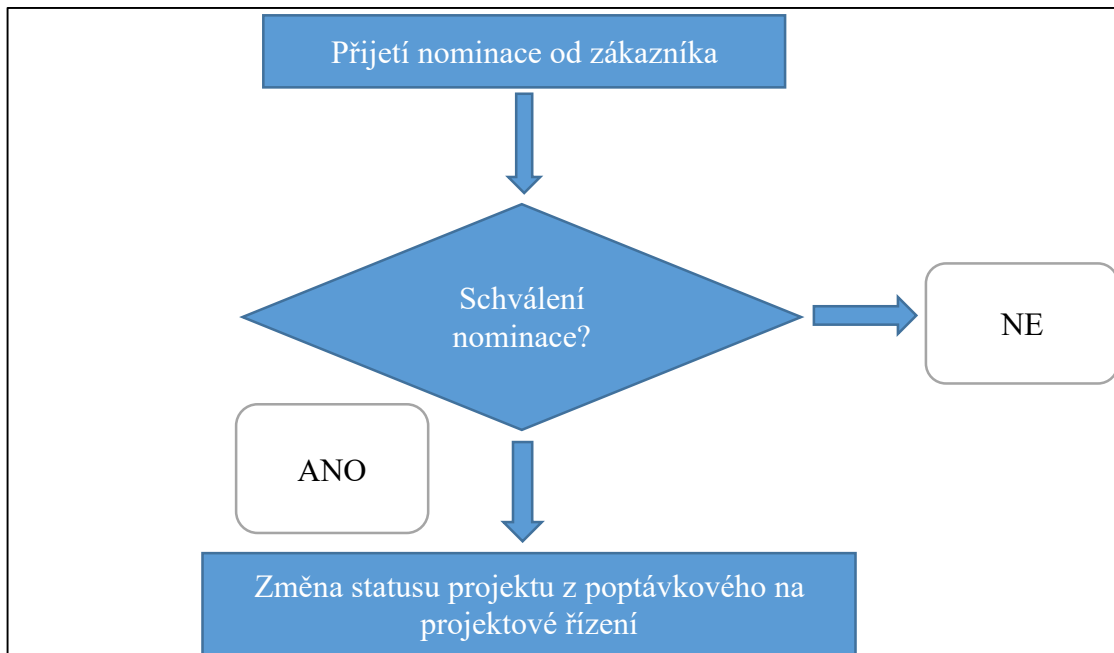 Přijetí nominace od zákazníka
Schválení
nominace?
NE
ANO
Změna statusu projektu z poptávkového na
projektové řízení